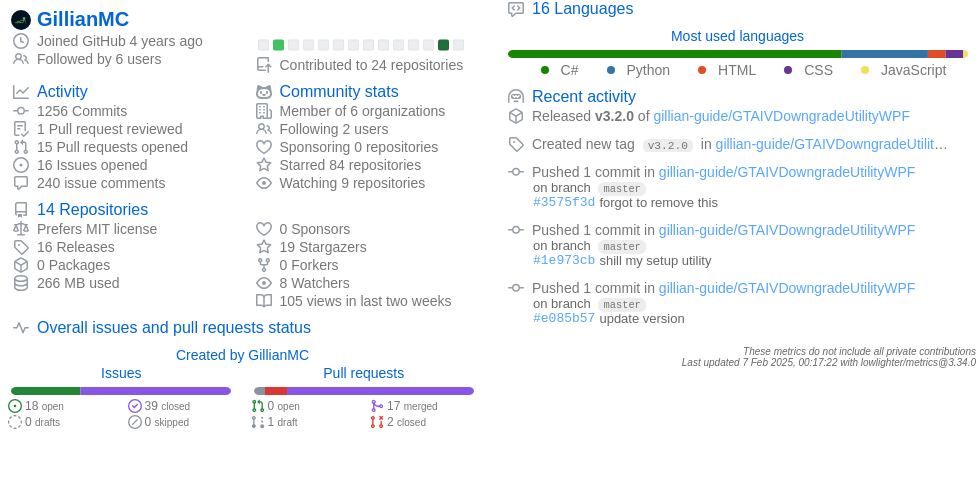 GillianMC
Joined GitHub 4 years ago
Followed by 6 users
Contributed to 24 repositories
Activity
1256 Commits
1 Pull request reviewed
15 Pull requests opened
16 Issues opened
240 issue comments
Community stats
Member of 6 organizations
Following 2 users
Sponsoring 0 repositories
Starred 84 repositories
Watching 9 repositories
14 Repositories
Prefers MIT license
16 Releases
0 Packages
266 MB used
0 Sponsors
19 Stargazers
0 Forkers
8 Watchers
105 views in last two weeks
Overall issues and pull requests status
Created by GillianMC
Issues
18 open
39 closed
0 drafts
0 skipped
Pull requests
0 open
17 merged
1 draft
2 closed
16 Languages
Most used languages
C# Python HTML CSS JavaScript
Recent activity
Released v3.2.0 of gillian-guide/GTAIVDowngradeUtilityWPF
Created new tag v3.2.0 in gillian-guide/GTAIVDowngradeUtilit…
Pushed 1 commit in gillian-guide/GTAIVDowngradeUtilityWPF
on branch master
#3575f3d forgot to remove this
Pushed 1 commit in gillian-guide/GTAIVDowngradeUtilityWPF
on branch master
#1e973cb shill my setup utility
Pushed 1 commit in gillian-guide/GTAIVDowngradeUtilityWPF
on branch master
#e085b57 update version
These metrics do not include all private contributions
Last updated 7 Feb 2025, 00:17:22 with lowlighter/metrics@3.34.0